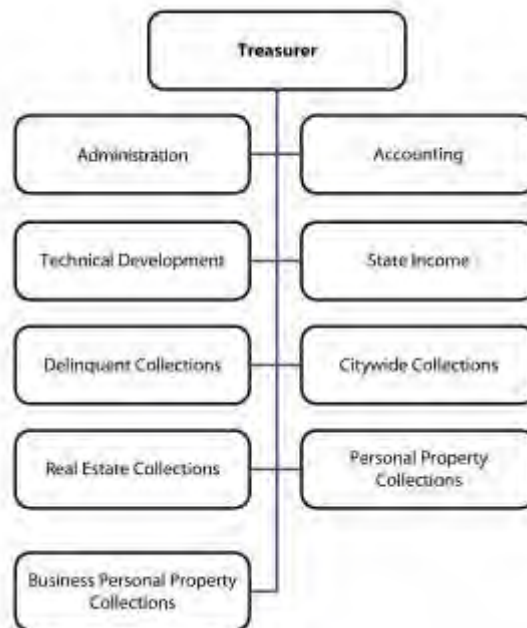 Treasurer
Administration
Accounting
Technical Development
State Income
Delinquent Collections
Citywide Collections
Real Estate Collections
Personal Property
Collections
Business Personal Property
Collections